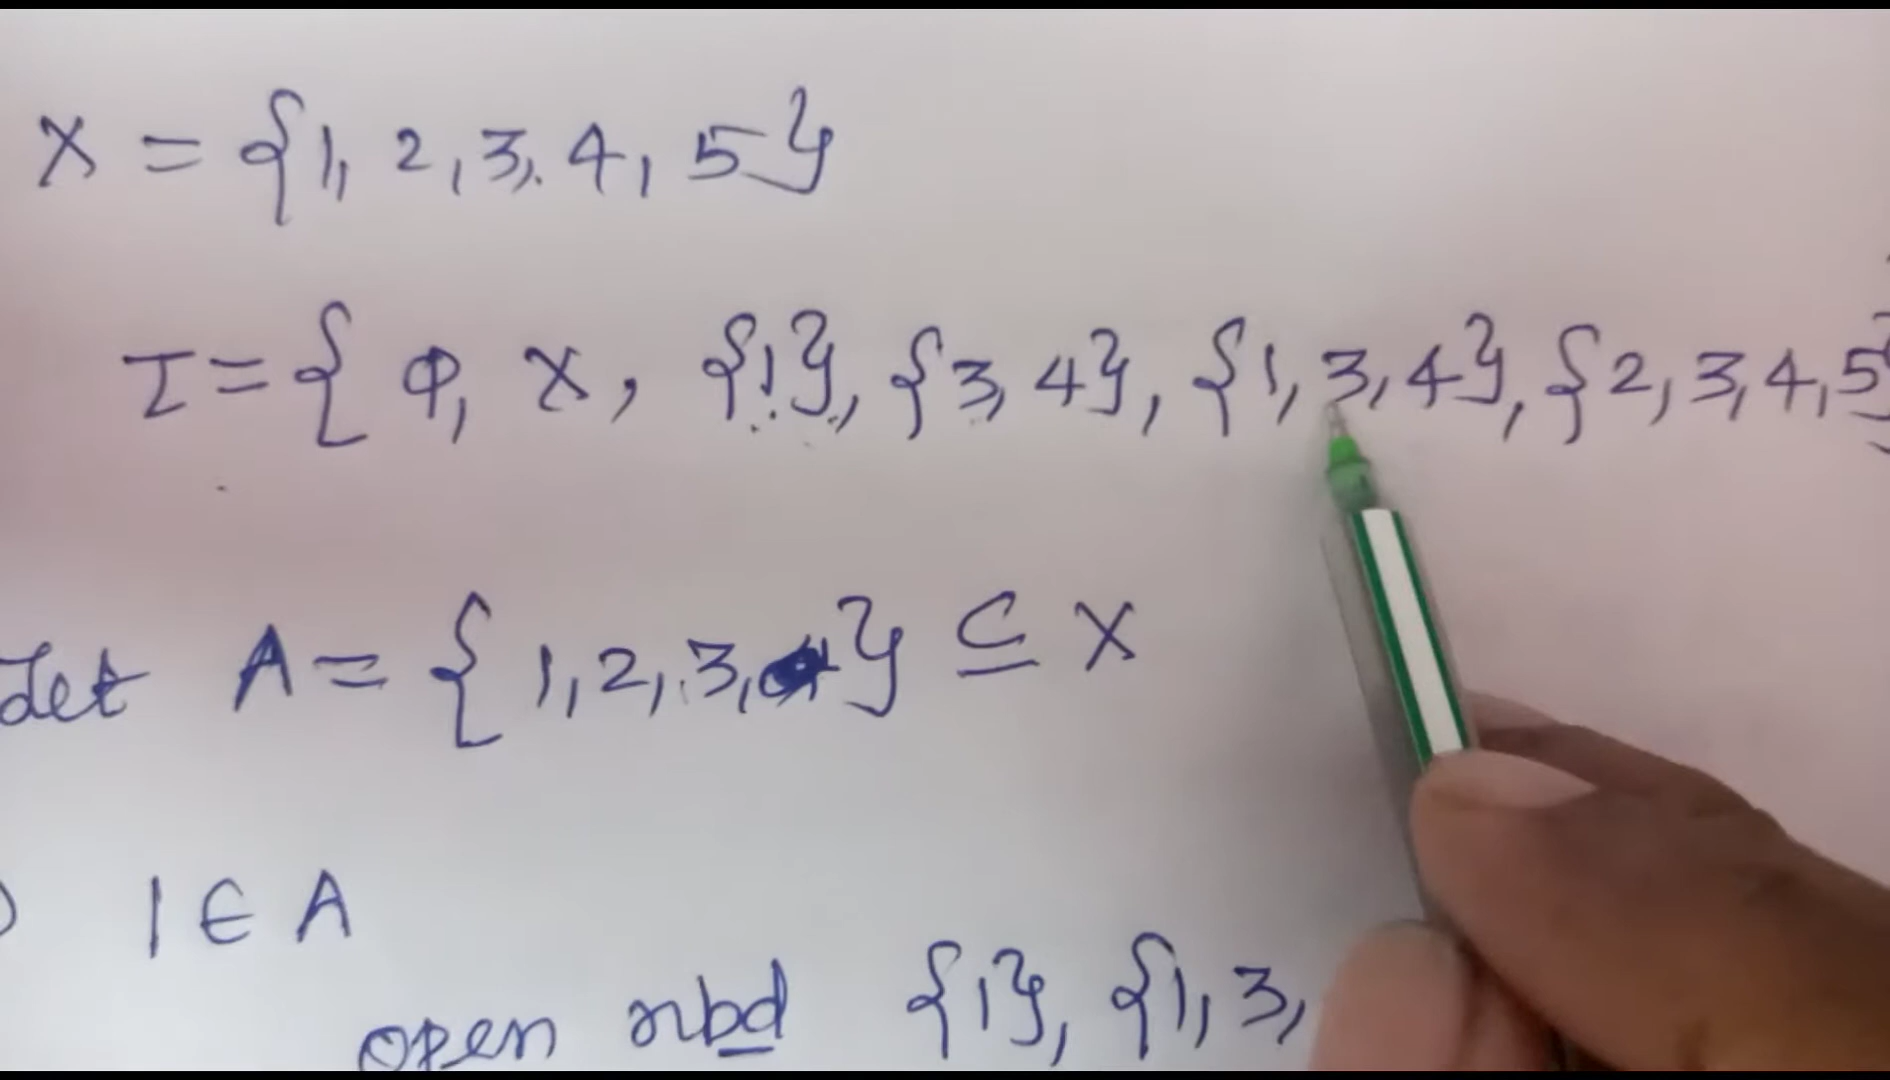 X = {1, 2, 3, 4, 5}
τ = { φ, X, {1}, {3, 4}, {1, 3, 4}, {2, 3, 4, 5}
Let A = { 1, 2, 3, } ⊆ X
) 1 ∈ A
open nbd {1}, {1, 3,